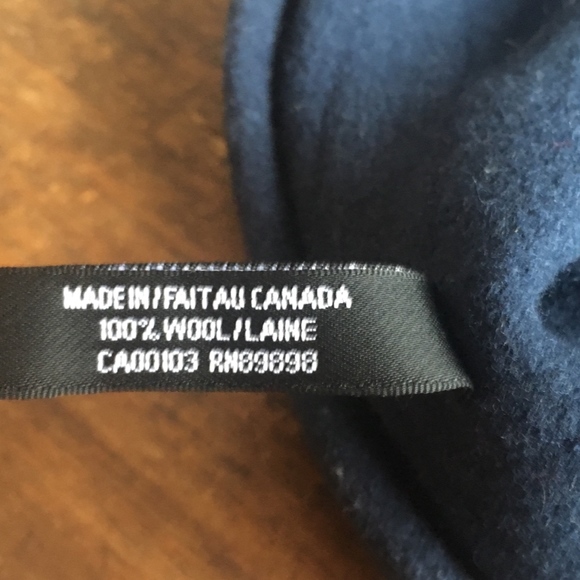 MADE IN/FAIT AU CANADA
100% WOOL/LAINE
CA00103 RN89898